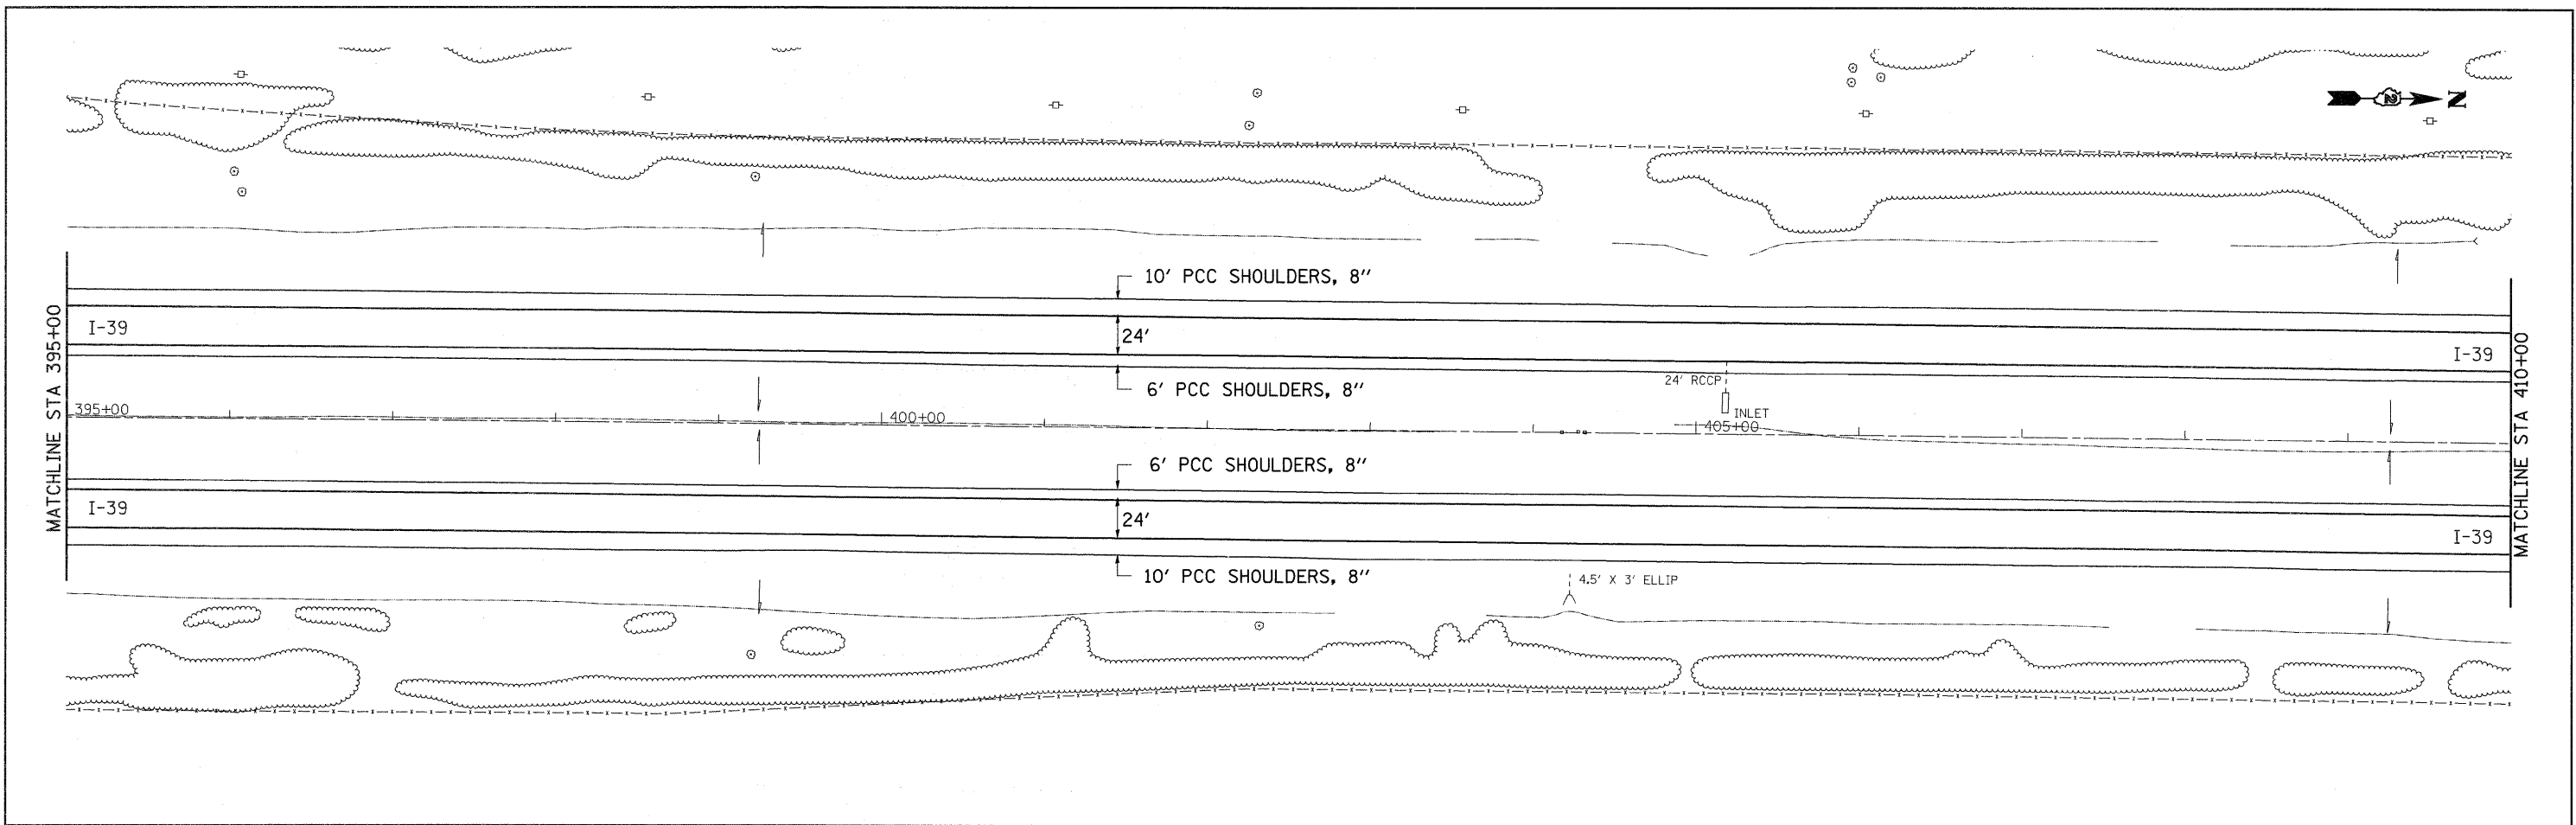 N
10' PCC SHOULDERS, 8"
MATCHLINE STA 395+00
I-39
24'
I-39
MATCHLINE STA 410+00
6' PCC SHOULDERS, 8"
24' RCCP
395+00
400+00
INLET
405+00
6' PCC SHOULDERS, 8"
I-39
24'
I-39
10' PCC SHOULDERS, 8"
4.5' X 3' ELLIP